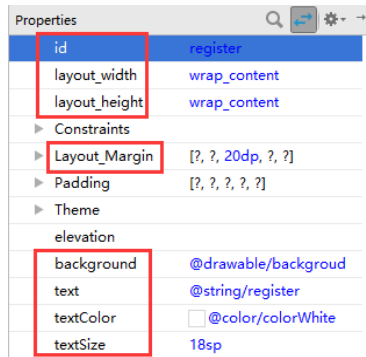 Properties
id register
layout_width wrap_content
layout_height wrap_content
Constraints
Layout_Margin [?, ?, 20dp, ?, ?]
Padding [?, ?, ?, ?, ?]
Theme
elevation
background @drawable/backgroud
text @string/register
textColor @color/colorWhite
textSize 18sp